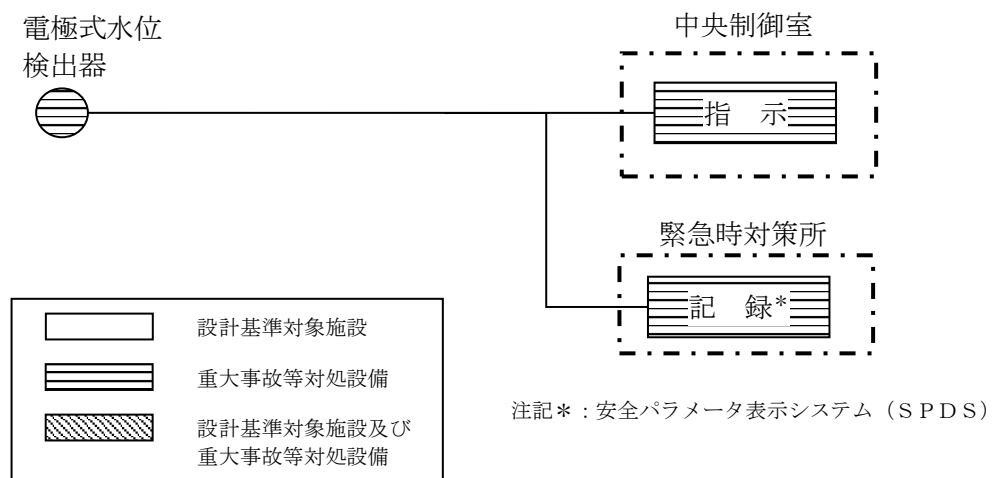 電極式水位
検出器
中央制御室
指　示
緊急時対策所
記　録*
設計基準対象施設
重大事故等対処設備
設計基準対象施設及び
重大事故等対処設備
注記＊：安全パラメータ表示システム（ＳＰＤＳ）